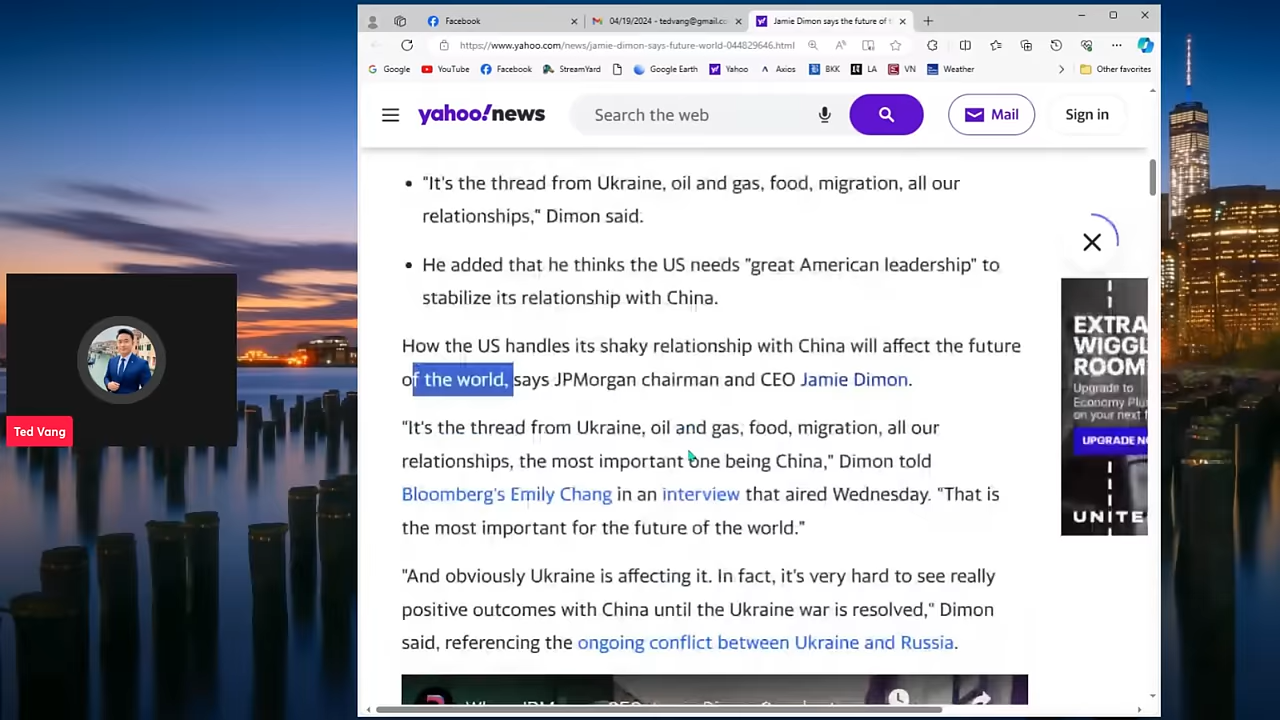 Facebook
04/19/2024 - tedvang@gmail.co
Jamie Dimon says the future of t
https://www.yahoo.com/news/jamie-dimon-says-future-world-044829646.html
Google YouTube Facebook StreamYard Google Earth Yahoo Axios BKK LA VN Weather Other favorites
yahoo!news
Search the web
Mail
Sign in
"It's the thread from Ukraine, oil and gas, food, migration, all our
relationships," Dimon said.
He added that he thinks the US needs "great American leadership" to
stabilize its relationship with China.
How the US handles its shaky relationship with China will affect the future
of the world, says JPMorgan chairman and CEO Jamie Dimon.
"It's the thread from Ukraine, oil and gas, food, migration, all our
relationships, the most important one being China," Dimon told
Bloomberg's Emily Chang in an interview that aired Wednesday. "That is
the most important for the future of the world."
"And obviously Ukraine is affecting it. In fact, it's very hard to see really
positive outcomes with China until the Ukraine war is resolved," Dimon
said, referencing the ongoing conflict between Ukraine and Russia.
EXTRA
WIGGL
ROOM
Upgrade to
Economy Plu
on your next f
UPGRADE NO
UNITE
Ted Vang